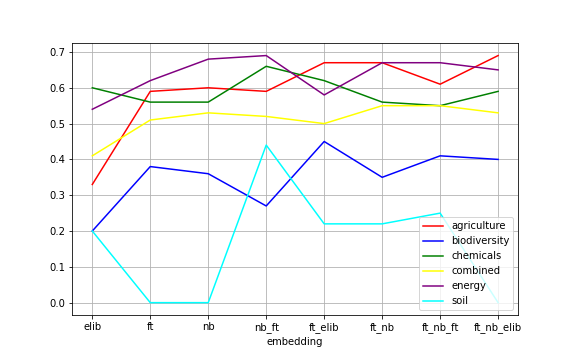 0.7
0.6
0.5
0.4
0.3
0.2
0.1
0.0
agriculture
biodiversity
chemicals
combined
energy
soil
elib ft nb nb_ft ft_elib ft_nb ft_nb_ft ft_nb_elib
embedding